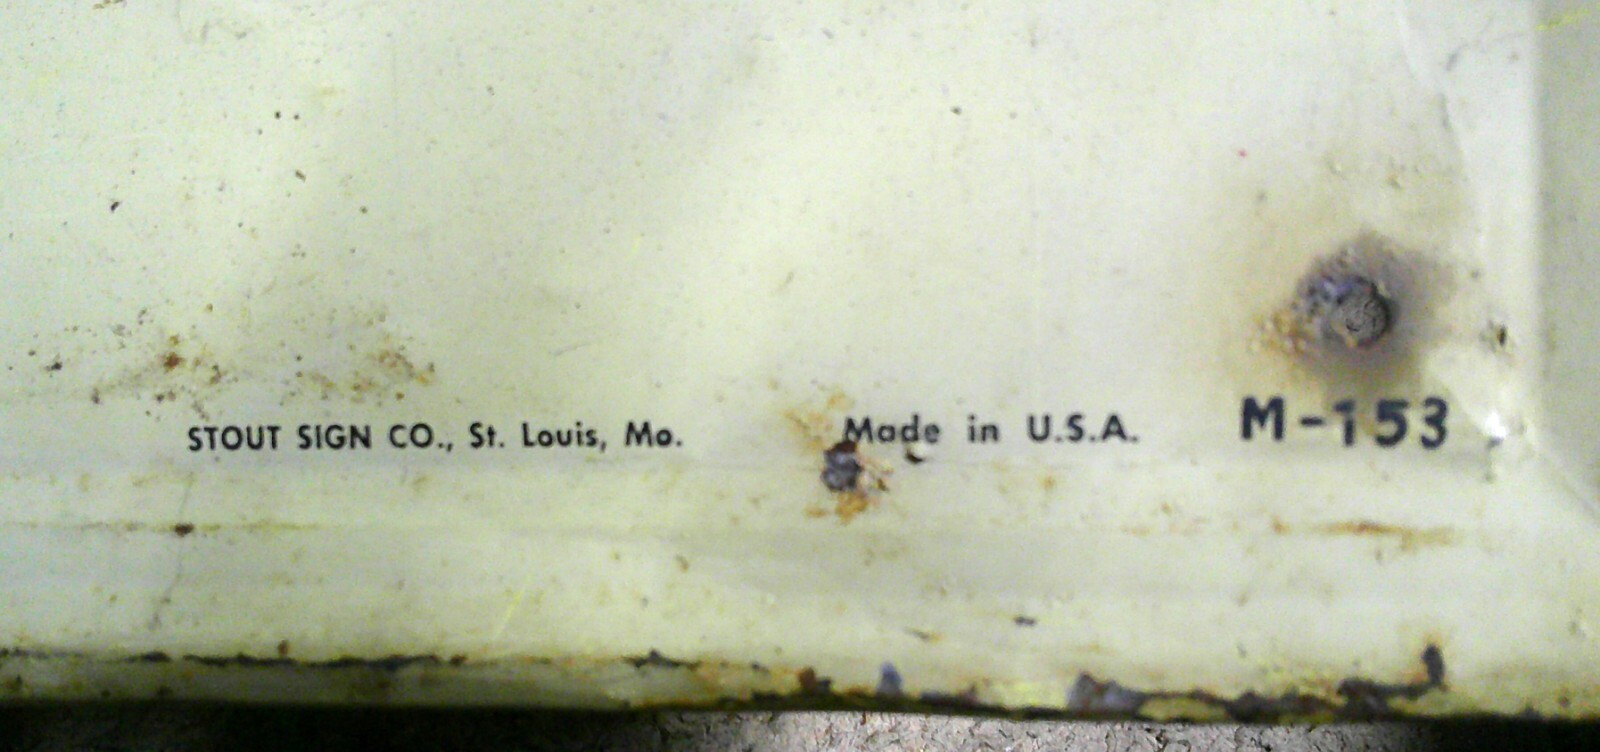 STOUT SIGN CO., St. Louis, Mo. Made in U.S.A. M-153